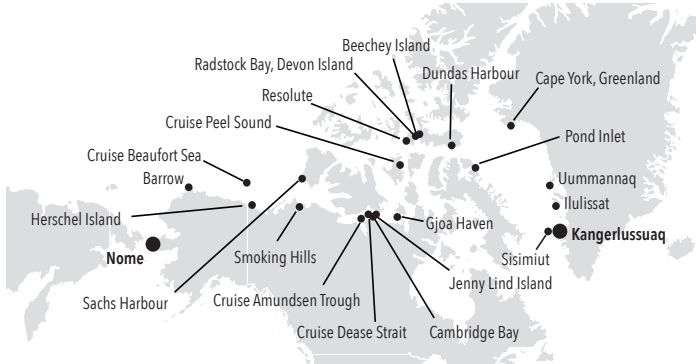 Beechey Island
Radstock Bay, Devon Island
Dundas Harbour
Cape York, Greenland
Resolute
Cruise Peel Sound
Pond Inlet
Cruise Beaufort Sea
Barrow
Uummannaq
Ilulissat
Herschel Island
Gjoa Haven
Kangerlussuaq
Nome
Smoking Hills
Sisimiut
Jenny Lind Island
Sachs Harbour
Cruise Amundsen Trough
Cruise Dease Strait
Cambridge Bay